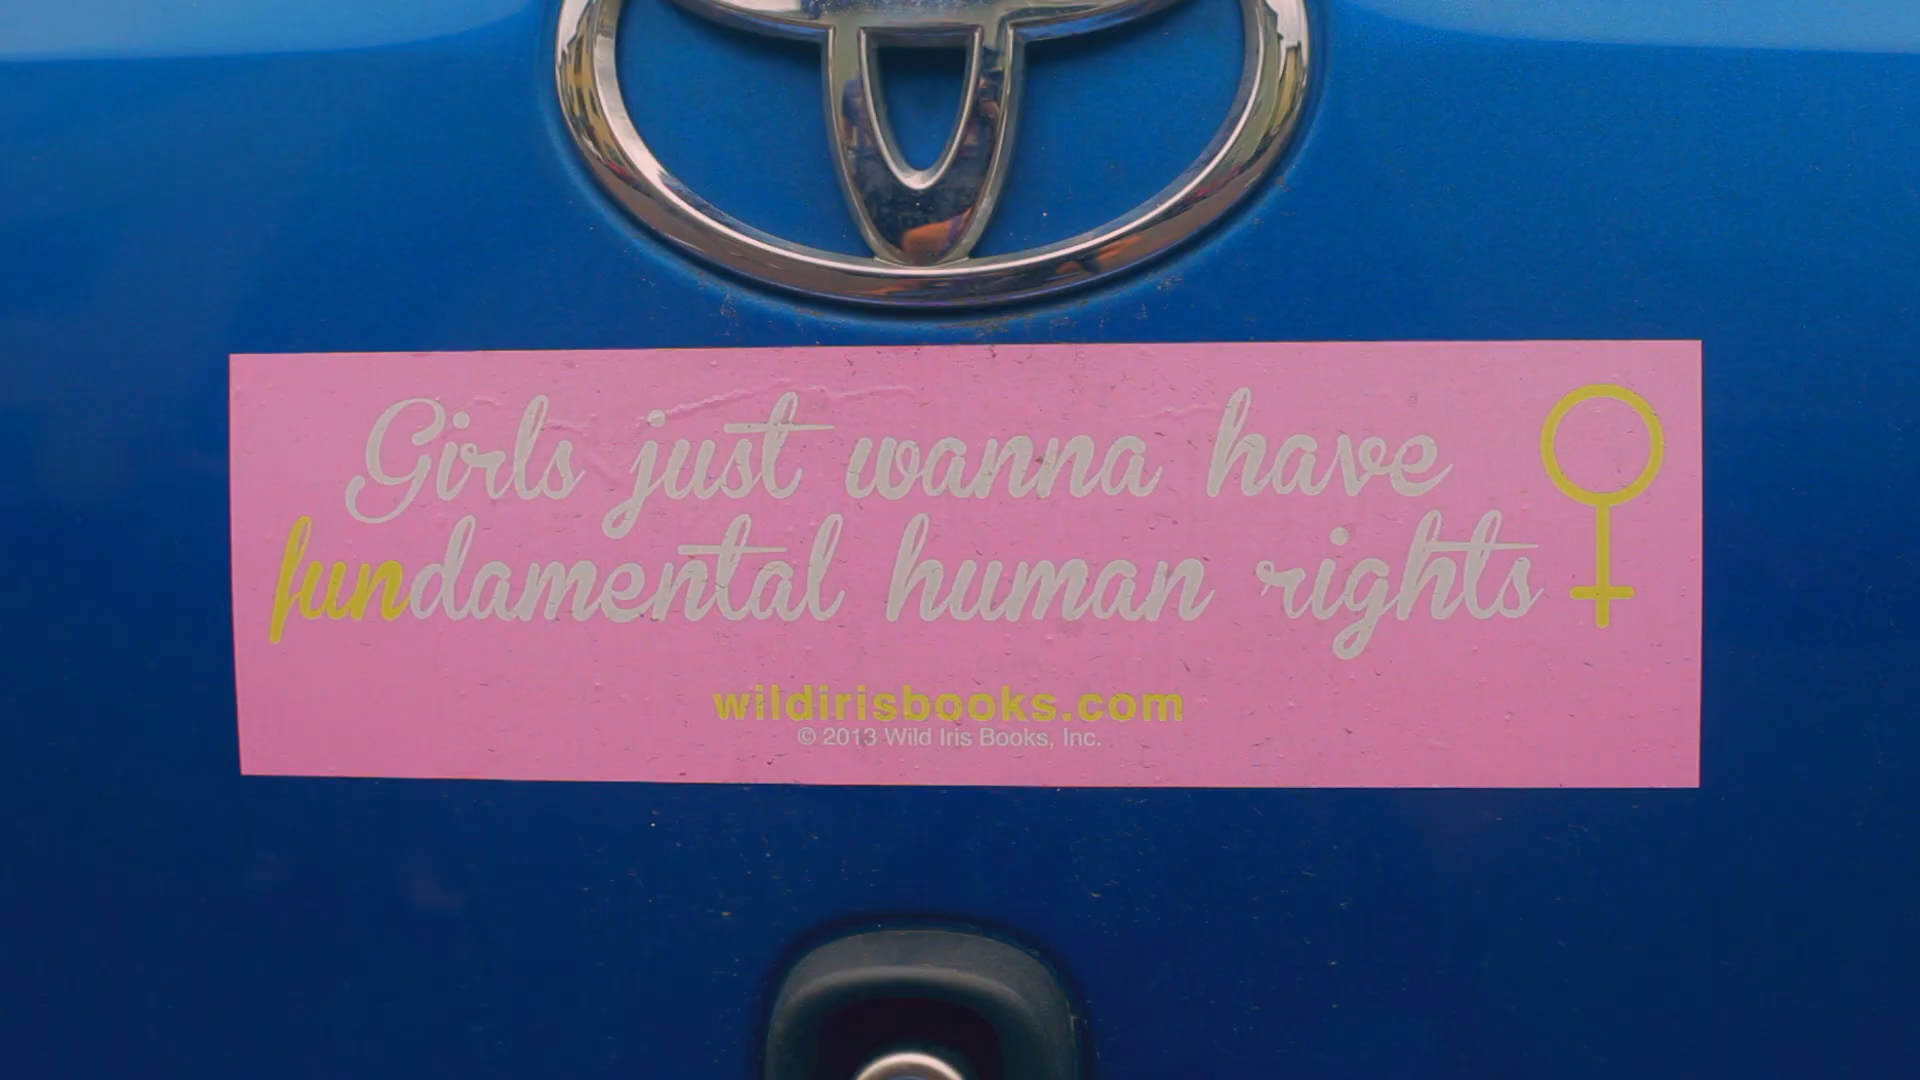 Girls just wanna have
fundamental human rights
wildirisbooks.com
© 2013 Wild Iris Books, Inc.